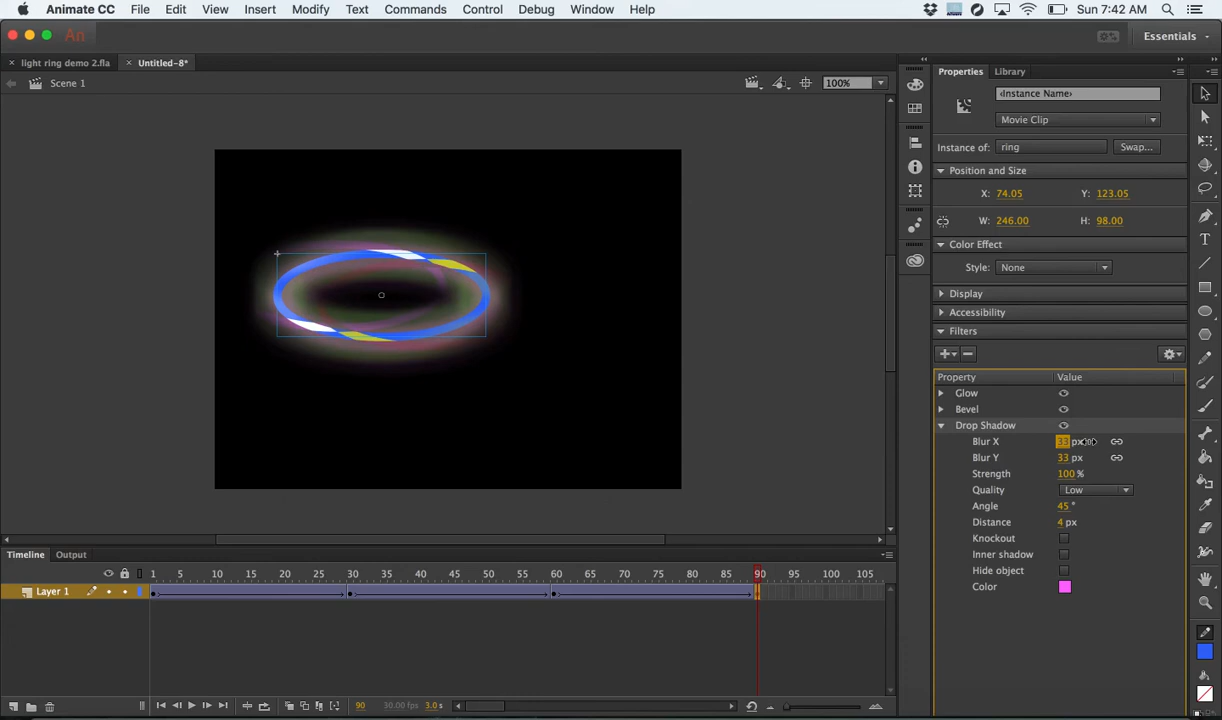 Animate CC File Edit View Insert Modify Text Commands Control Debug Window Help Sun 7:42 AM
An Essentials
× light ring demo 2.fla × Untitled-8*
Scene 1 100%
Properties Library
‹Instance Name›
Movie Clip
Instance of: ring Swap...
Position and Size
X: 74.05 Y: 123.05
W: 246.00 H: 98.00
Color Effect
Style: None
Display
Accessibility
Filters
Property Value
Glow
Bevel
Drop Shadow
Blur X 33 px
Blur Y 33 px
Strength 100 %
Quality Low
Angle 45 °
Distance 4 px
Knockout
Inner shadow
Hide object
Color
Timeline Output
1 5 10 15 20 25 30 35 40 45 50 55 60 65 70 75 80 85 90 95 100 105
Layer 1
90 30.00 fps 3.0 s